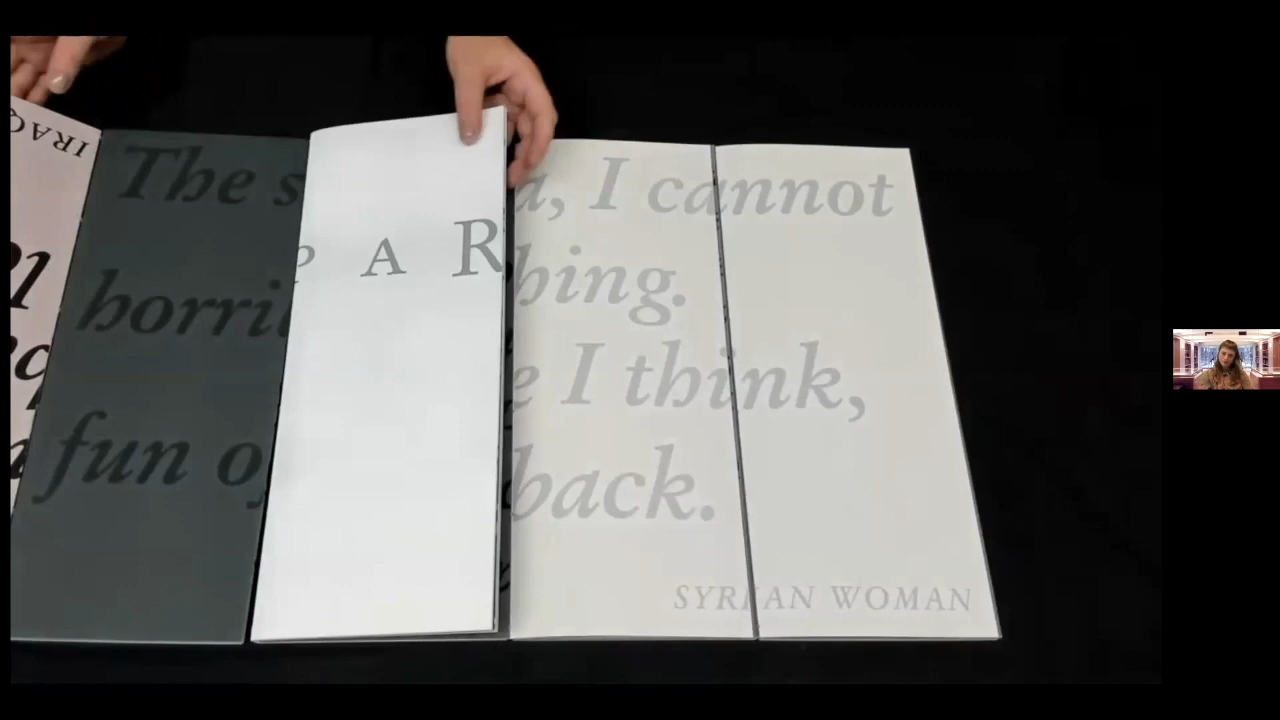 The
a, I cannot
P A R
horri
hing.
I think,
fun
back.
SYRIAN WOMAN
IRAQ